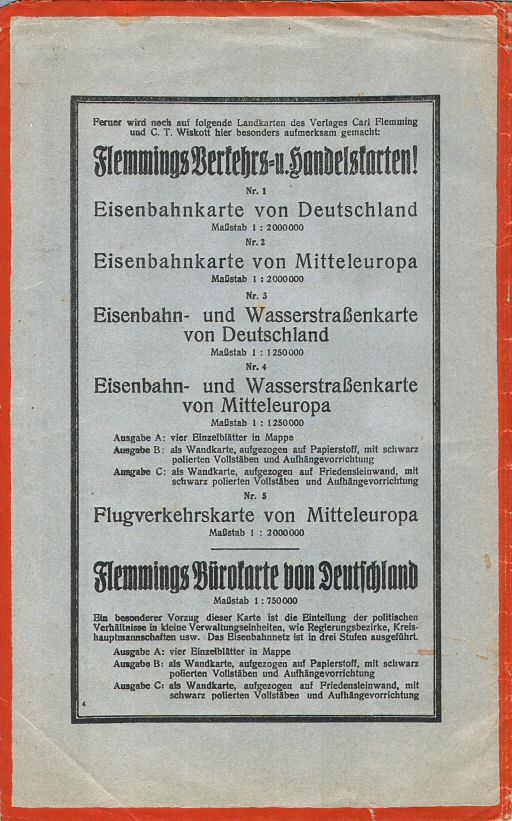 Ferner wird noch auf folgende Landkarten des Verlages Carl Flemming
und C. T. Wiskott hier besonders aufmerksam gemacht:
Flemmings Verkehrs- u. Handelskarten!
Nr. 1
Eisenbahnkarte von Deutschland
Maßstab 1 : 2000000
Nr. 2
Eisenbahnkarte von Mitteleuropa
Maßstab 1 : 2000000
Nr. 3
Eisenbahn- und Wasserstraßenkarte
von Deutschland
Maßstab 1 : 1250000
Nr. 4
Eisenbahn- und Wasserstraßenkarte
von Mitteleuropa
Maßstab 1 : 1250000
Ausgabe A: vier Einzelblätter in Mappe
Ausgabe B: als Wandkarte, aufgezogen auf Papierstoff, mit schwarz
polierten Vollstäben und Aufhängevorrichtung
Ausgabe C: als Wandkarte, aufgezogen auf Friedensleinwand, mit
schwarz polierten Vollstäben und Aufhängevorrichtung
Nr. 5
Flugverkehrskarte von Mitteleuropa
Maßstab 1 : 2000000
Flemmings Bürokarte von Deutschland
Maßstab 1 : 750000
Ein besonderer Vorzug dieser Karte ist die Einteilung der politischen
Verhältnisse in kleine Verwaltungseinheiten, wie Regierungsbezirke, Kreis-
hauptmannschaften usw. Das Eisenbahnnetz ist in drei Stufen ausgeführt.
Ausgabe A: vier Einzelblätter in Mappe
Ausgabe B: als Wandkarte, aufgezogen auf Papierstoff, mit schwarz
polierten Vollstäben und Aufhängevorrichtung
Ausgabe C: als Wandkarte, aufgezogen auf Friedensleinwand, mit
schwarz polierten Vollstäben und Aufhängevorrichtung
4